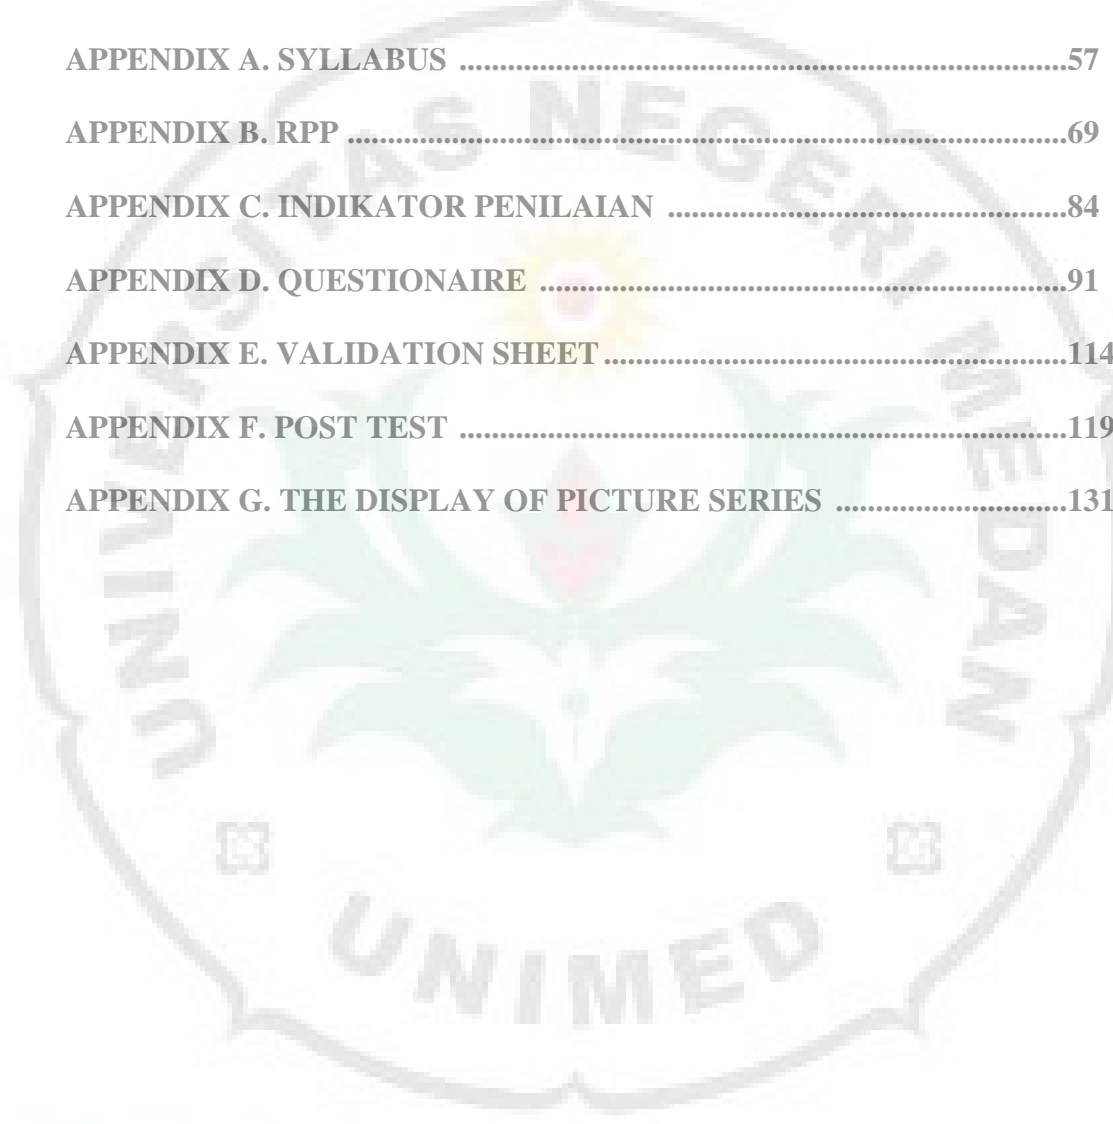 APPENDIX A. SYLLABUS ............................................................................57
APPENDIX B. RPP ..........................................................................................69
APPENDIX C. INDIKATOR PENILAIAN ..................................................84
APPENDIX D. QUESTIONAIRE ..................................................................91
APPENDIX E. VALIDATION SHEET..........................................................114
APPENDIX F. POST TEST ............................................................................119
APPENDIX G. THE DISPLAY OF PICTURE SERIES .............................131
UNIVERSITAS NEGERI MEDAN
UNIMED